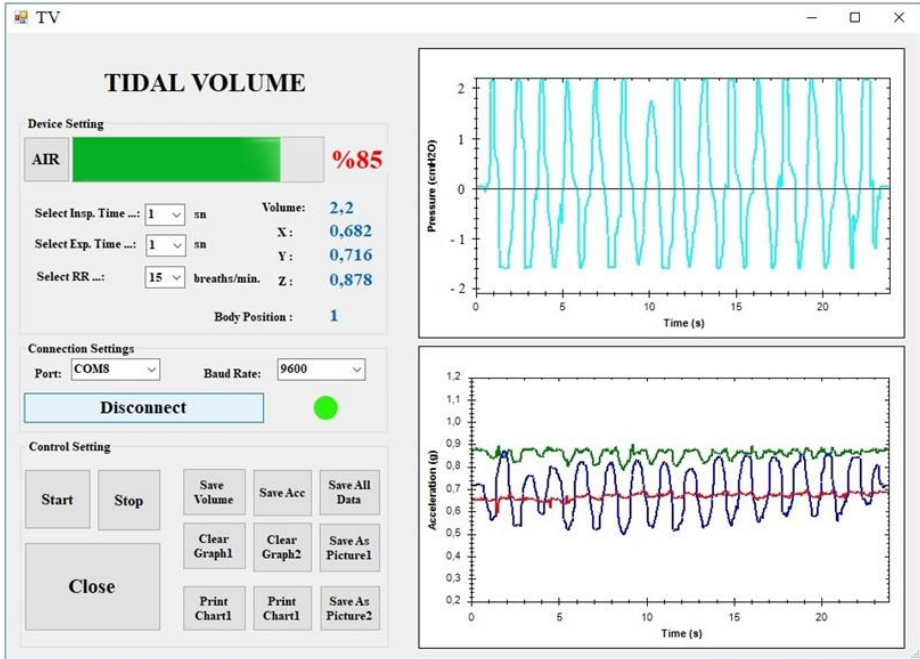 TV
TIDAL VOLUME
Device Setting
AIR
%85
Select Insp. Time ...: 1 sn
Volume: 2,2
X : 0,682
Select Exp. Time ...: 1 sn
Y : 0,716
Select RR ...: 15 breaths/min.
Z : 0,878
Body Position : 1
Connection Settings
Port: COM8
Baud Rate: 9600
Disconnect
Control Setting
Start
Stop
Save
Volume
Save Acc
Save All
Data
Clear
Graph1
Clear
Graph2
Save As
Picture1
Close
Print
Chart1
Print
Chart1
Save As
Picture2
Pressure (cmH2O)
2
1
0
- 1
- 2
0 5 10 15 20
Time (s)
Acceleration (g)
1,2
1,1
1,0
0,9
0,8
0,7
0,6
0,5
0,4
0,3
0,2
0 5 10 15 20
Time (s)